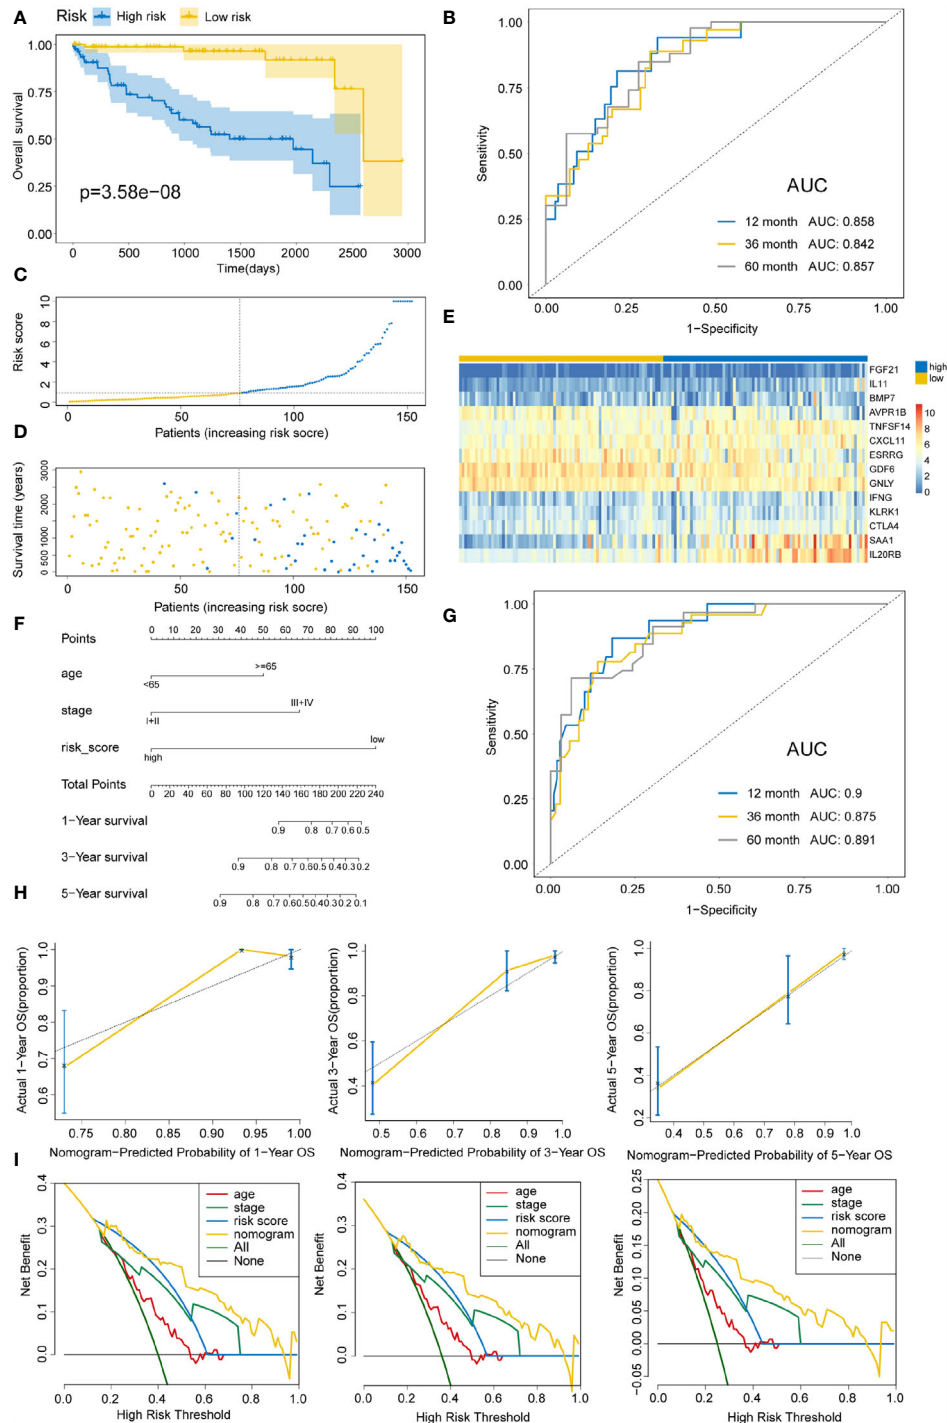 A
Risk High risk Low risk
Overall survival
1.00
0.75
0.50
0.25
0.00
p=3.58e−08
0 500 1000 1500 2000 2500 3000
Time(days)
B
Sensitivity
1.00
0.75
0.50
0.25
0.00
AUC
12 month AUC: 0.858
36 month AUC: 0.842
60 month AUC: 0.857
0.00 0.25 0.50 0.75 1.00
1−Specificity
C
Risk score
10
8
6
4
2
0
0 50 100 150
Patients (increasing risk socre)
D
Survival time (years)
3000
2000
1000
500
0
0 50 100 150
Patients (increasing risk socre)
E
high
low
FGF21
IL11
BMP7
AVPR1B
TNFSF14
CXCL11
ESRRG
GDF6
GNLY
IFNG
KLRK1
CTLA4
SAA1
IL20RB
10
8
6
4
2
0
F
Points 0 10 20 30 40 50 60 70 80 90 100
age
>=65
<65
stage
III+IV
I+II
risk_score
low
high
Total Points
0 20 40 60 80 100 120 140 160 180 200 220 240
1−Year survival
0.9 0.8 0.7 0.6 0.5
3−Year survival
0.9 0.8 0.7 0.6 0.5 0.4 0.3 0.2
5−Year survival
0.9 0.8 0.7 0.6 0.5 0.4 0.3 0.2 0.1
G
Sensitivity
1.00
0.75
0.50
0.25
0.00
AUC
12 month AUC: 0.9
36 month AUC: 0.875
60 month AUC: 0.891
0.00 0.25 0.50 0.75 1.00
1−Specificity
H
Actual 1−Year OS(proportion)
1.0
0.9
0.8
0.7
0.6
0.75 0.80 0.85 0.90 0.95 1.00
Nomogram−Predicted Probability of 1−Year OS
Actual 3−Year OS(proportion)
1.0
0.8
0.6
0.4
0.5 0.6 0.7 0.8 0.9 1.0
Nomogram−Predicted Probability of 3−Year OS
Actual 5−Year OS(proportion)
1.0
0.8
0.6
0.4
0.2
0.4 0.5 0.6 0.7 0.8 0.9 1.0
Nomogram−Predicted Probability of 5−Year OS
I
Net Benefit
0.4
0.3
0.2
0.1
0.0
age
stage
risk score
nomogram
All
None
0.0 0.2 0.4 0.6 0.8 1.0
High Risk Threshold
Net Benefit
0.4
0.3
0.2
0.1
0.0
age
stage
risk score
nomogram
All
None
0.0 0.2 0.4 0.6 0.8 1.0
High Risk Threshold
Net Benefit
0.25
0.20
0.15
0.10
0.05
0.00
−0.05
age
stage
risk score
nomogram
All
None
0.0 0.2 0.4 0.6 0.8 1.0
High Risk Threshold